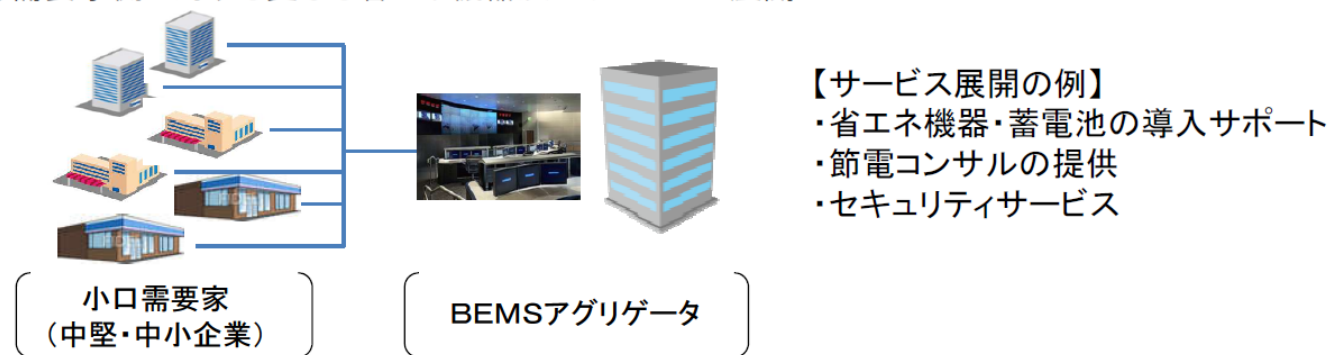 【サービス展開の例】
・省エネ機器・蓄電池の導入サポート
・節電コンサルの提供
・セキュリティサービス
小口需要家
（中堅・中小企業）
BEMSアグリゲータ